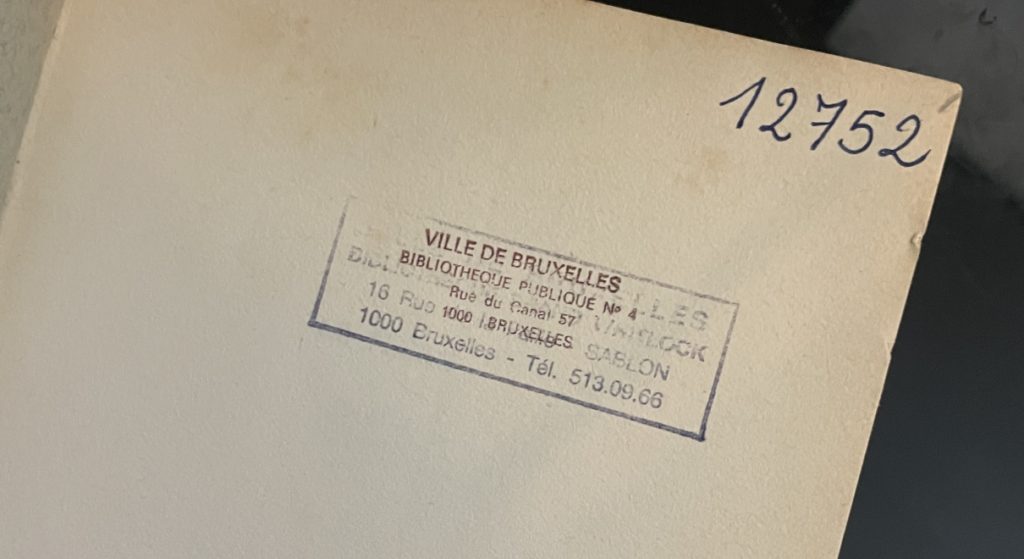 12752
VILLE DE BRUXELLES
BIBLIOTHEQUE PUBLIQUE N° 4
Rue du Canal 57
1000 BRUXELLES
16 Rue SABLON
1000 Bruxelles - Tél. 513.09.66